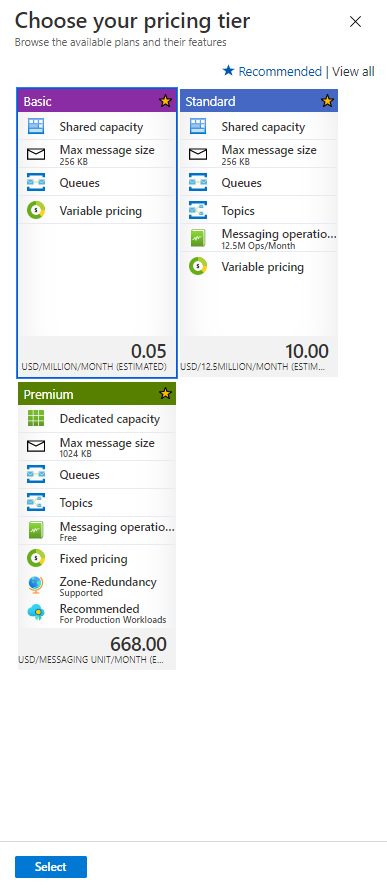 Choose your pricing tier
Browse the available plans and their features
Recommended | View all
Basic
Shared capacity
Max message size
256 KB
Queues
Variable pricing
0.05
USD/MILLION/MONTH (ESTIMATED)
Standard
Shared capacity
Max message size
256 KB
Queues
Topics
Messaging operatio...
12.5M Ops/Month
Variable pricing
10.00
USD/12.5MILLION/MONTH (ESTIM...
Premium
Dedicated capacity
Max message size
1024 KB
Queues
Topics
Messaging operatio...
Free
Fixed pricing
Zone-Redundancy
Supported
Recommended
For Production Workloads
668.00
USD/MESSAGING UNIT/MONTH (E...
Select